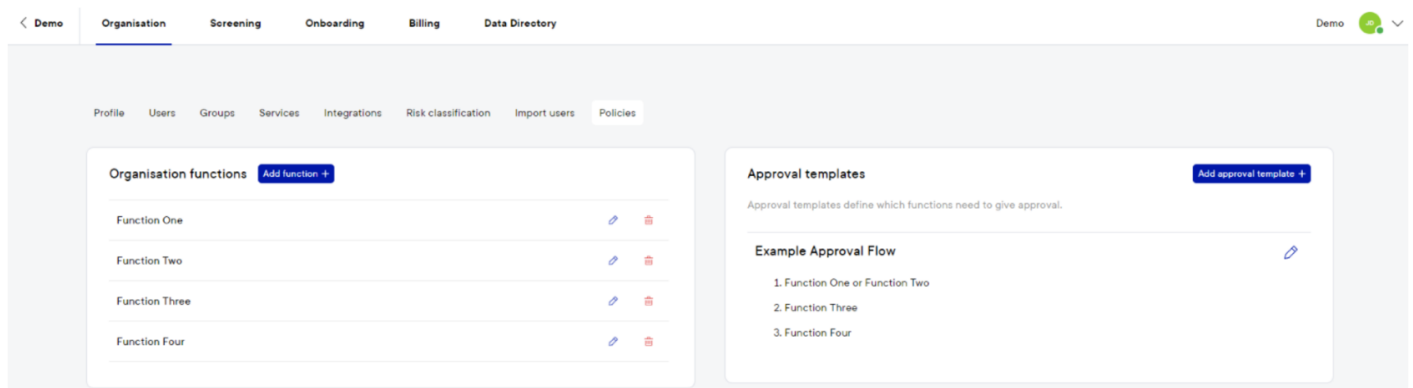 Demo Organisation Screening Onboarding Billing Data Directory Demo JD
Profile Users Groups Services Integrations Risk classification Import users Policies
Organisation functions Add function +
Function One
Function Two
Function Three
Function Four
Approval templates Add approval template +
Approval templates define which functions need to give approval.
Example Approval Flow
1. Function One or Function Two
2. Function Three
3. Function Four